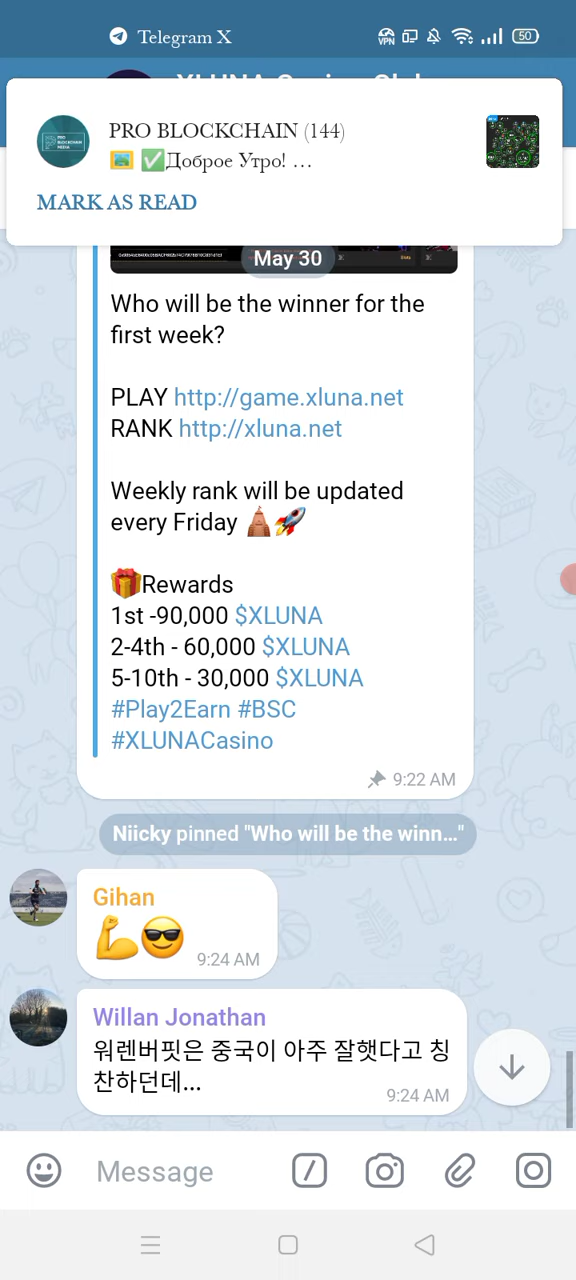 Telegram X
VPN
50
PRO BLOCKCHAIN (144)
🖼️ ✅Доброе Утро! …
MARK AS READ
May 30
Who will be the winner for the
first week?
PLAY http://game.xluna.net
RANK http://xluna.net
Weekly rank will be updated
every Friday 🛕🚀
🎁Rewards
1st -90,000 $XLUNA
2-4th - 60,000 $XLUNA
5-10th - 30,000 $XLUNA
#Play2Earn #BSC
#XLUNACasino
9:22 AM
Niicky pinned "Who will be the winn…"
Gihan
💪😎
9:24 AM
Willan Jonathan
워렌버핏은 중국이 아주 잘햇다고 칭
찬하던데...
9:24 AM
Message